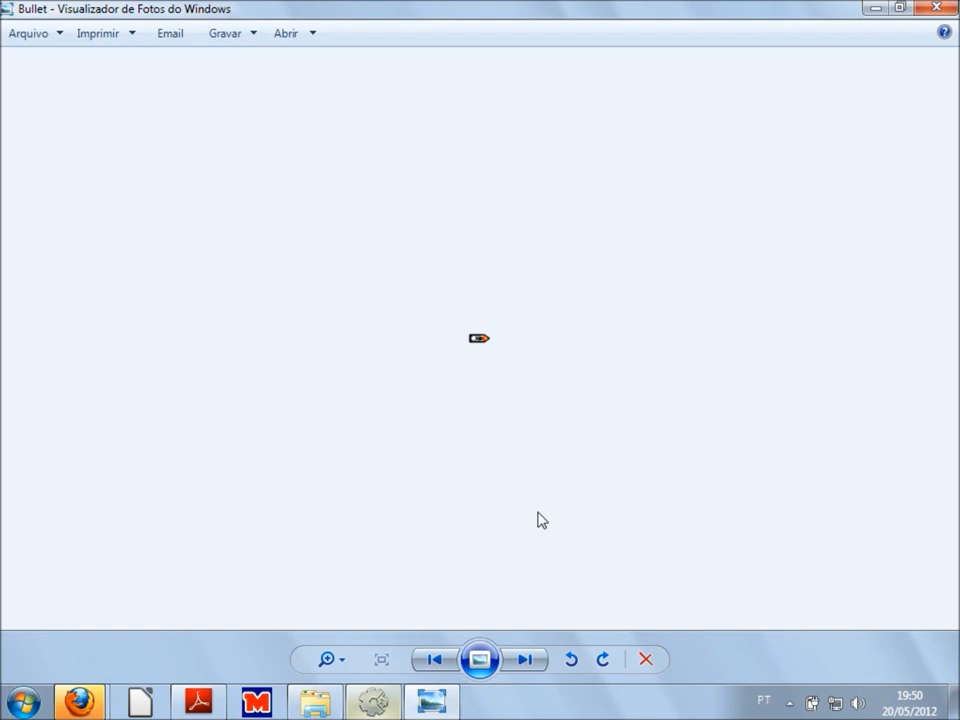 Bullet - Visualizador de Fotos do Windows
Arquivo Imprimir Email Gravar Abrir
PT
19:50
20/05/2012